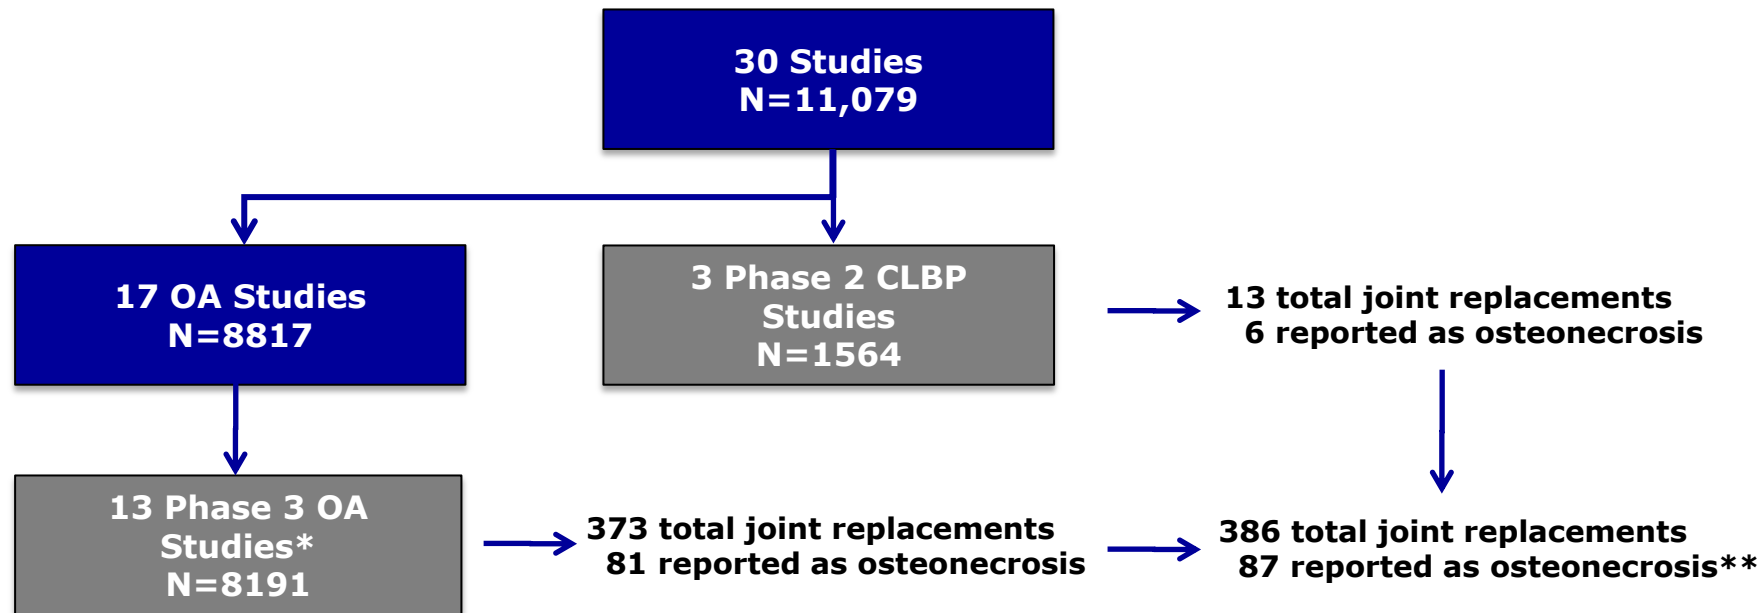 30 Studies
N=11,079
17 OA Studies
N=8817
3 Phase 2 CLBP
Studies
N=1564
13 total joint replacements
6 reported as osteonecrosis
13 Phase 3 OA
Studies*
N=8191
373 total joint replacements
81 reported as osteonecrosis
386 total joint replacements
87 reported as osteonecrosis**